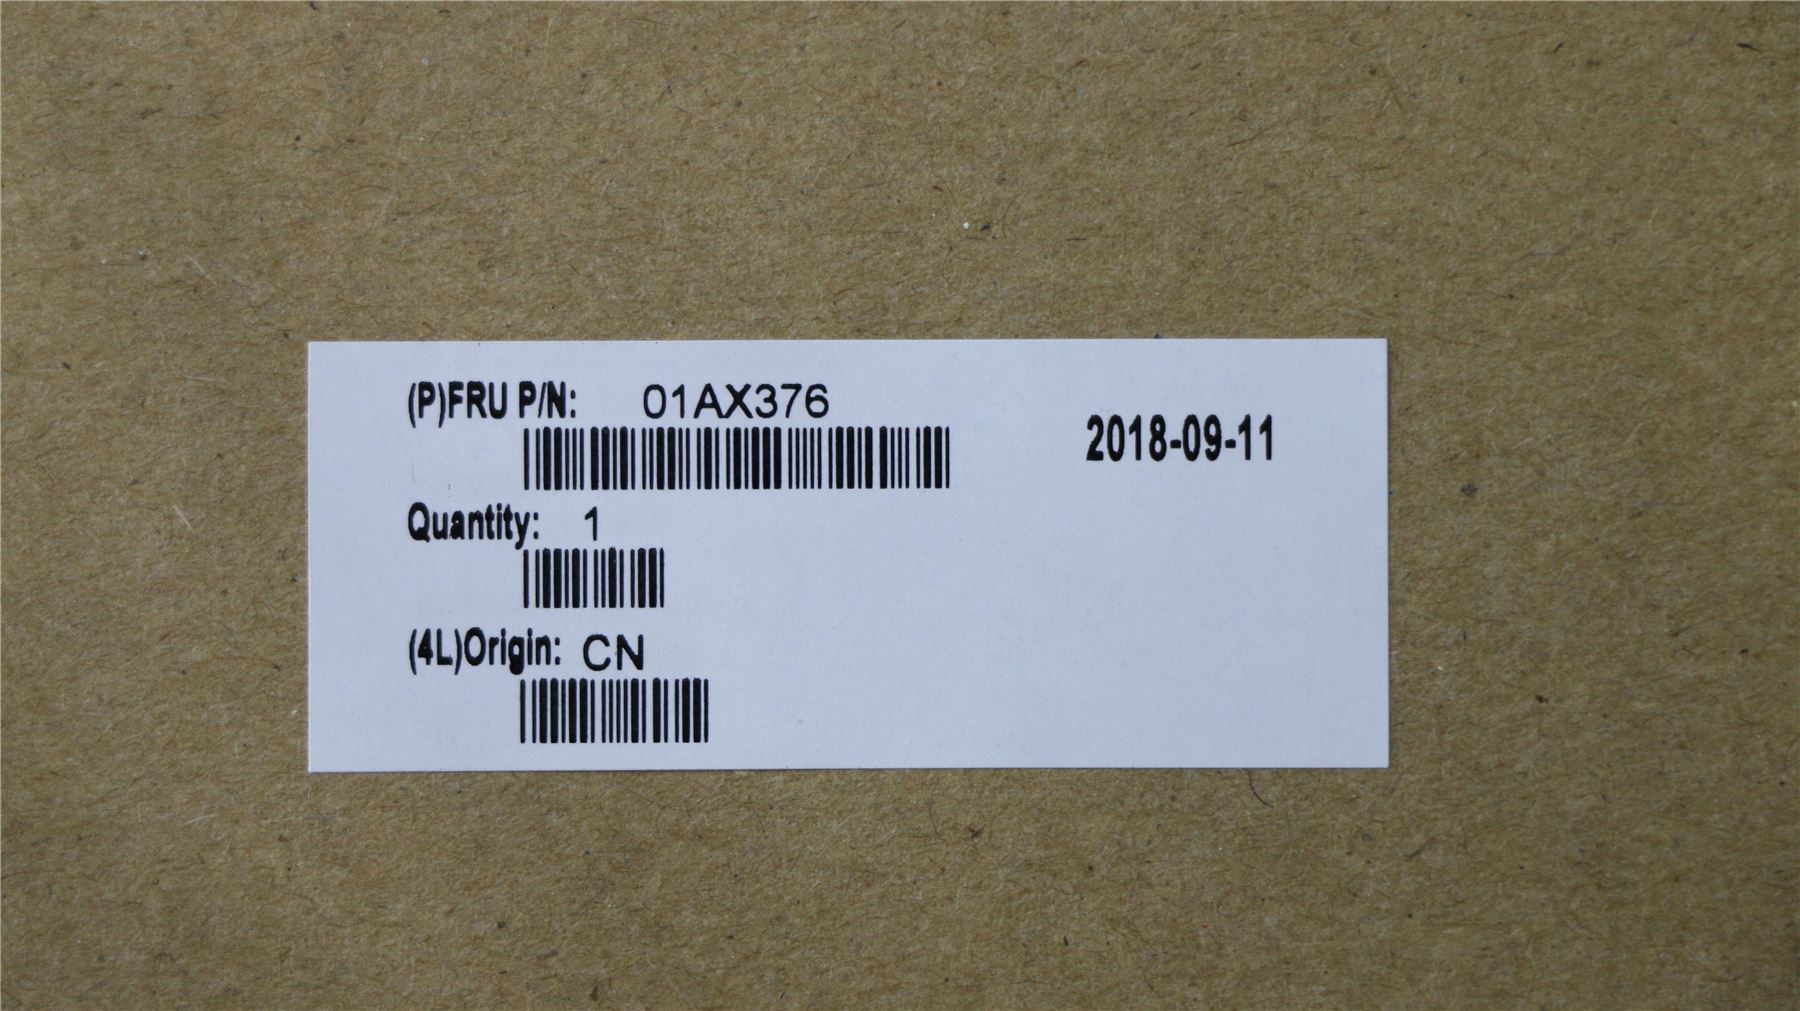 (P)FRU P/N: 01AX376
2018-09-11
Quantity: 1
(4L)Origin: CN